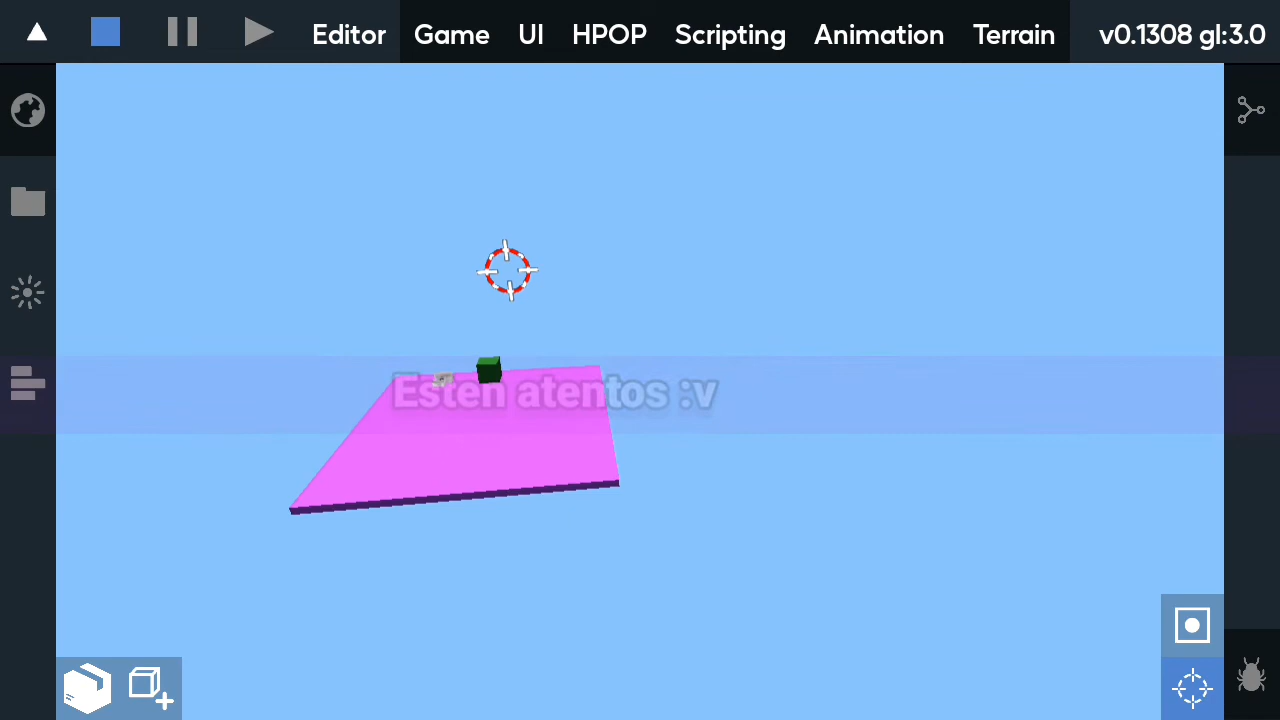 Editor Game UI HPOP Scripting Animation Terrain v0.1308 gl:3.0
Esten atentos :v